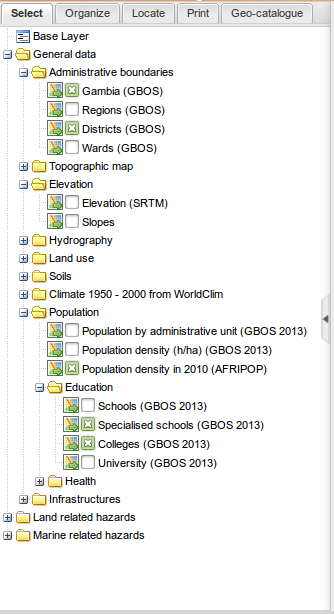 Select Organize Locate Print Geo-catalogue
Base Layer
General data
Administrative boundaries
Gambia (GBOS)
Regions (GBOS)
Districts (GBOS)
Wards (GBOS)
Topographic map
Elevation
Elevation (SRTM)
Slopes
Hydrography
Land use
Soils
Climate 1950 - 2000 from WorldClim
Population
Population by administrative unit (GBOS 2013)
Population density (h/ha) (GBOS 2013)
Population density in 2010 (AFRIPOP)
Education
Schools (GBOS 2013)
Specialised schools (GBOS 2013)
Colleges (GBOS 2013)
University (GBOS 2013)
Health
Infrastructures
Land related hazards
Marine related hazards